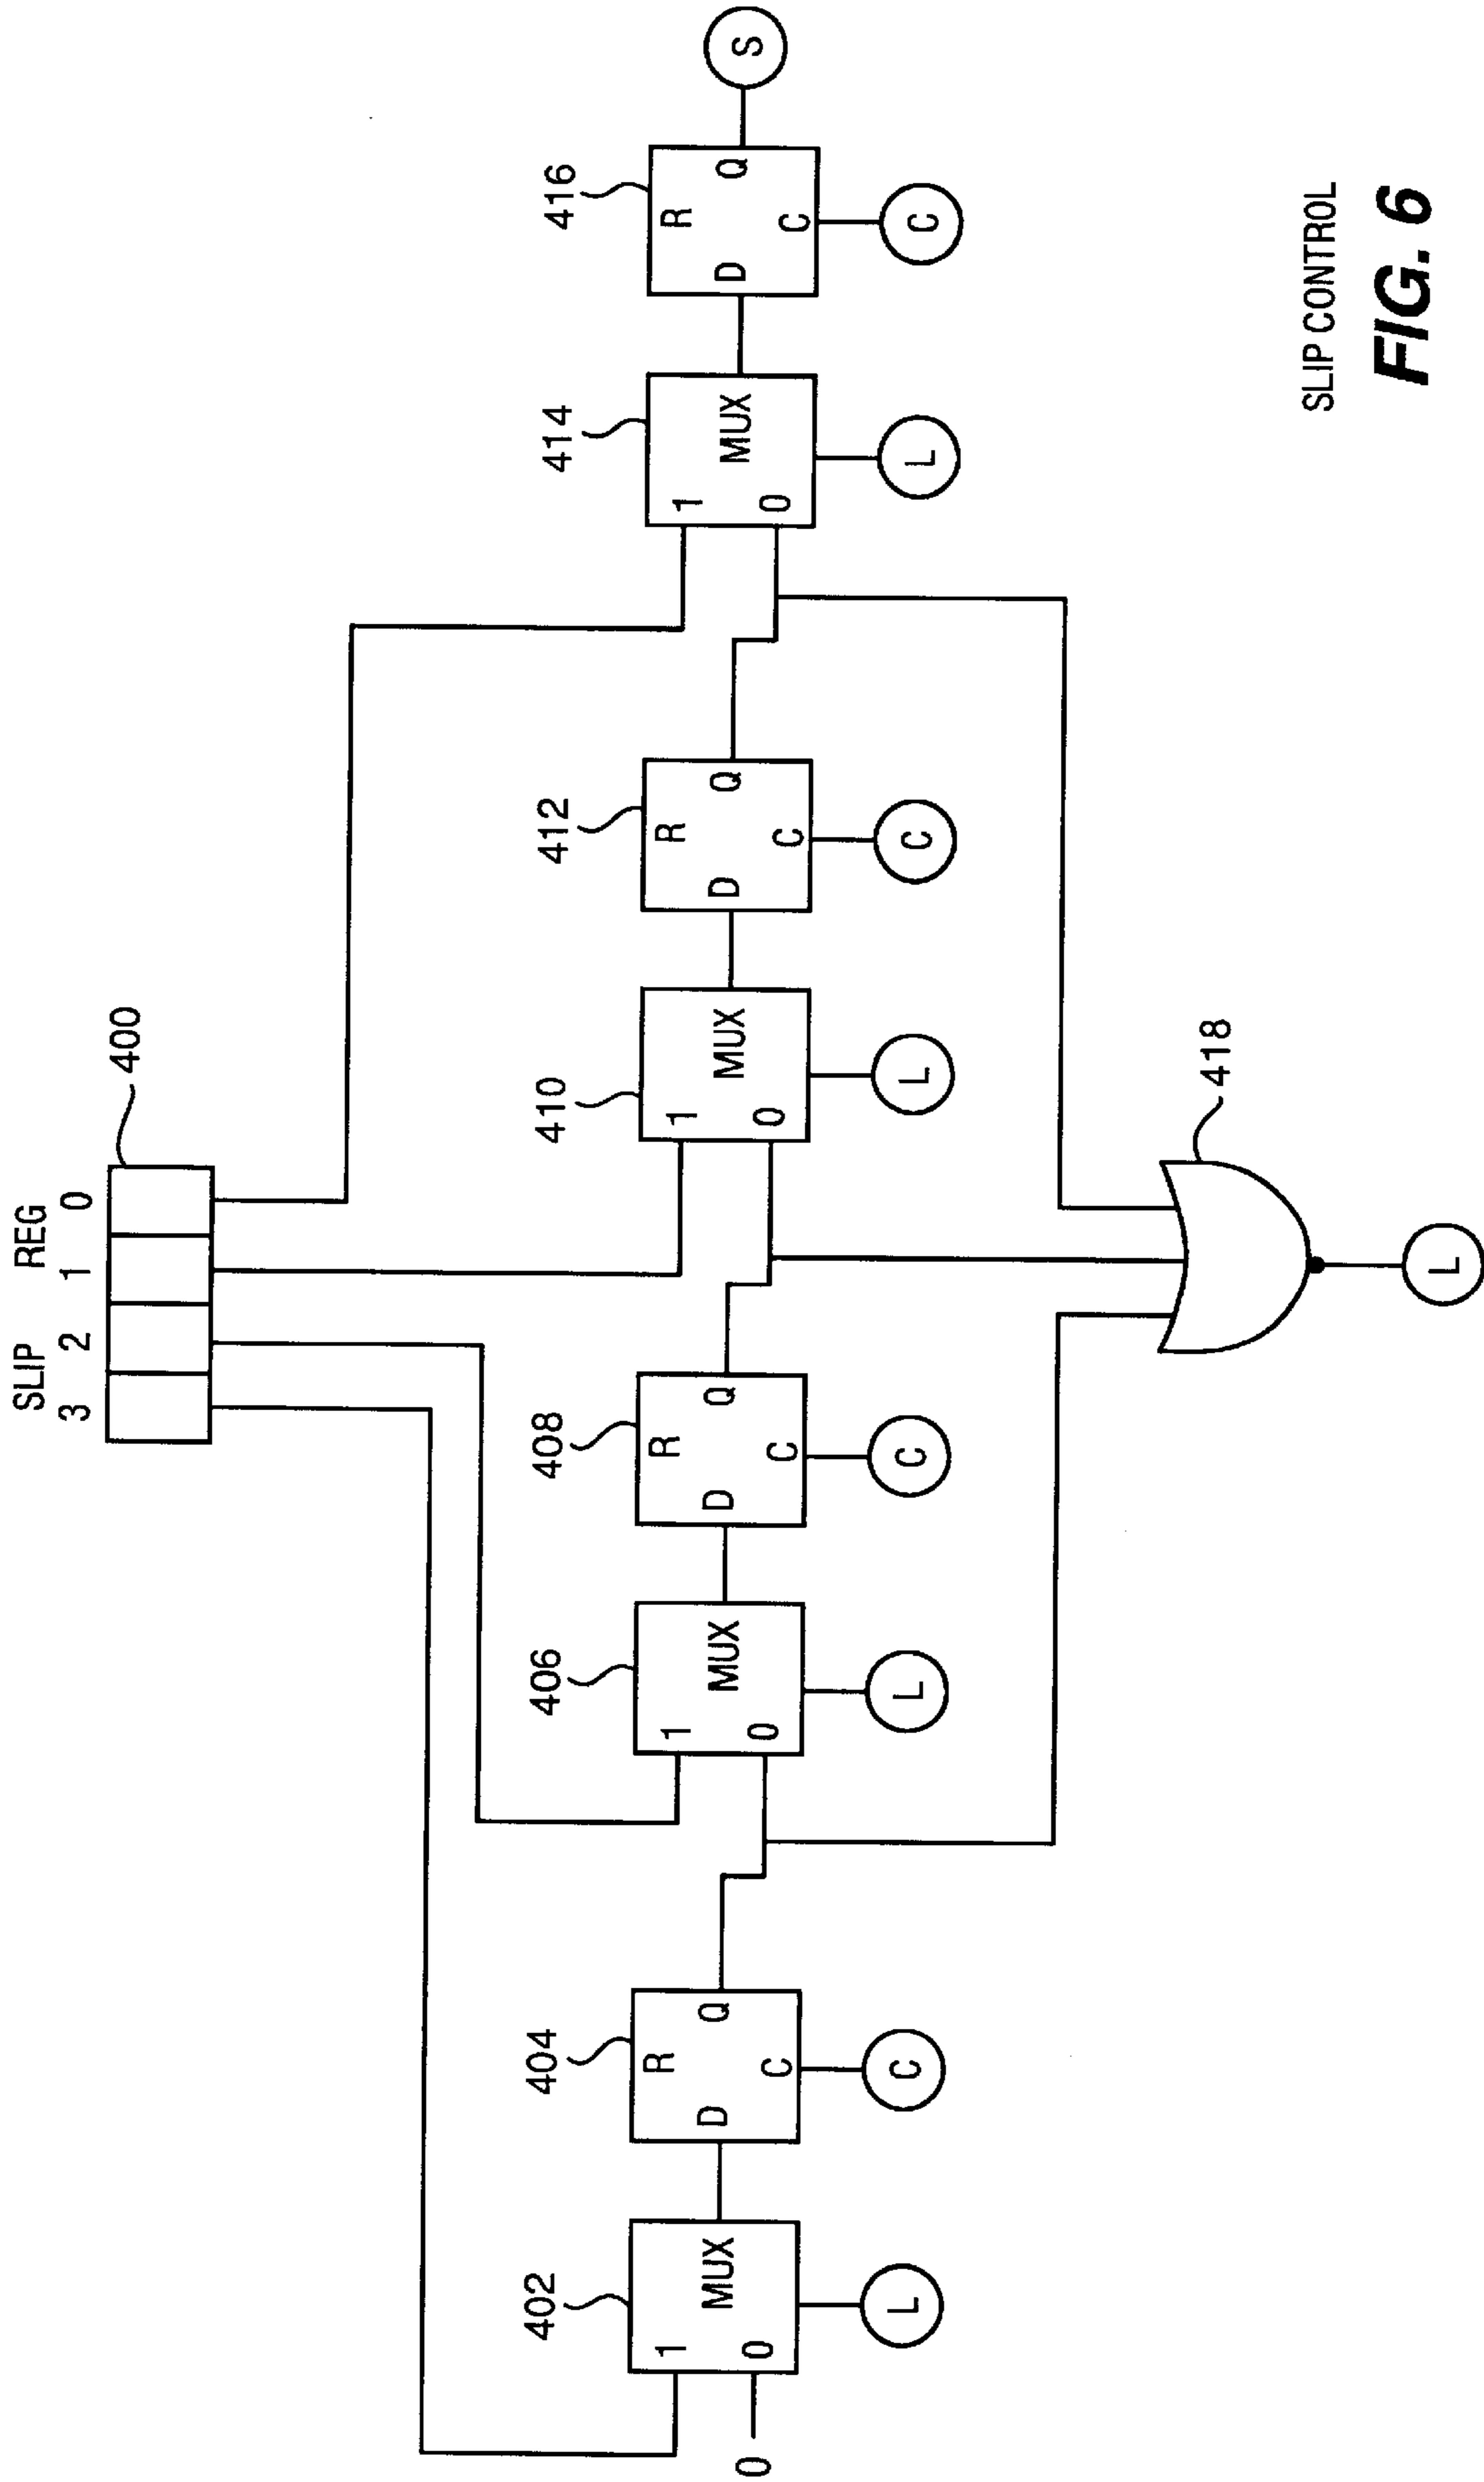 SLIP REG
3 2 1 0
400
402
1
0
MUX
L
0
404
R
D Q
C
C
406
1
0
MUX
L
408
R
D Q
C
C
410
1
0
MUX
L
412
R
D Q
C
C
414
1
0
MUX
L
416
R
D Q
C
C
S
418
L
SLIP CONTROL
FIG. 6